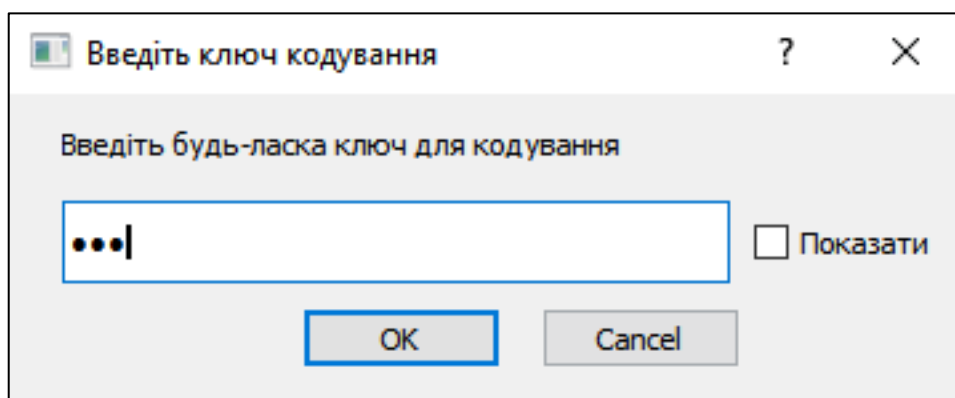 Введіть ключ кодування ?
Введіть будь-ласка ключ для кодування
•••
Показати
OK Cancel